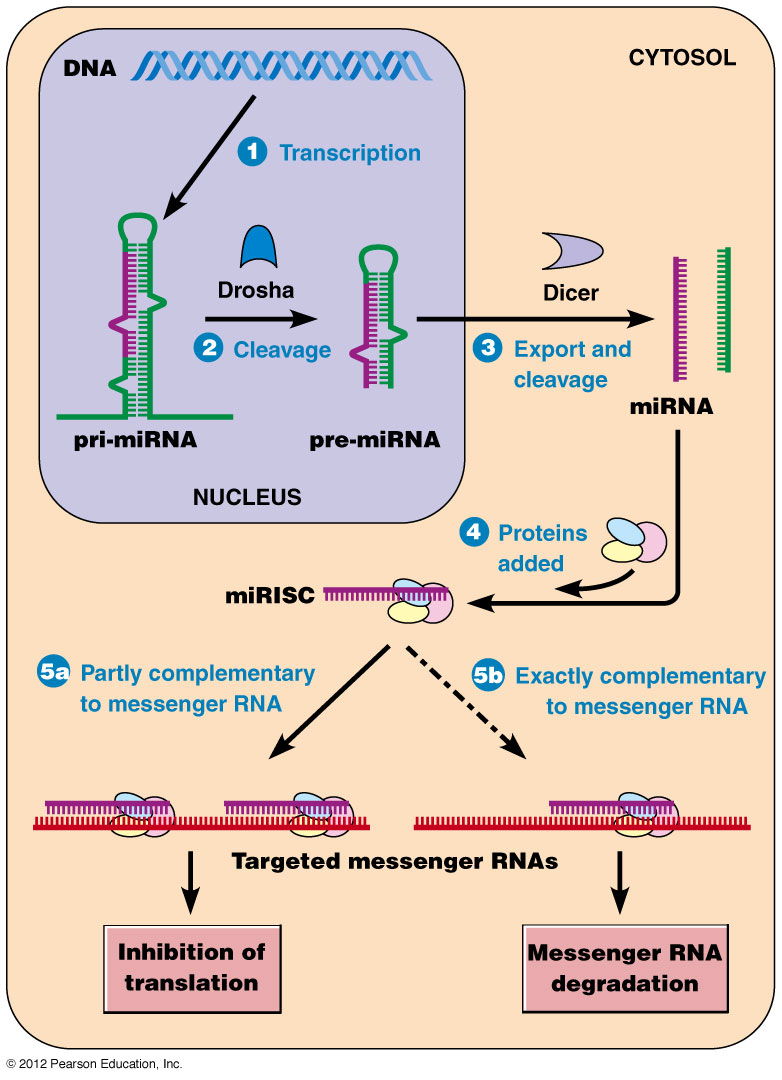 DNA
CYTOSOL
1 Transcription
Drosha
Dicer
2 Cleavage
3 Export and
cleavage
pri-miRNA
pre-miRNA
miRNA
NUCLEUS
4 Proteins
added
miRISC
5a Partly complementary
to messenger RNA
5b Exactly complementary
to messenger RNA
Targeted messenger RNAs
Inhibition of
translation
Messenger RNA
degradation
© 2012 Pearson Education, Inc.